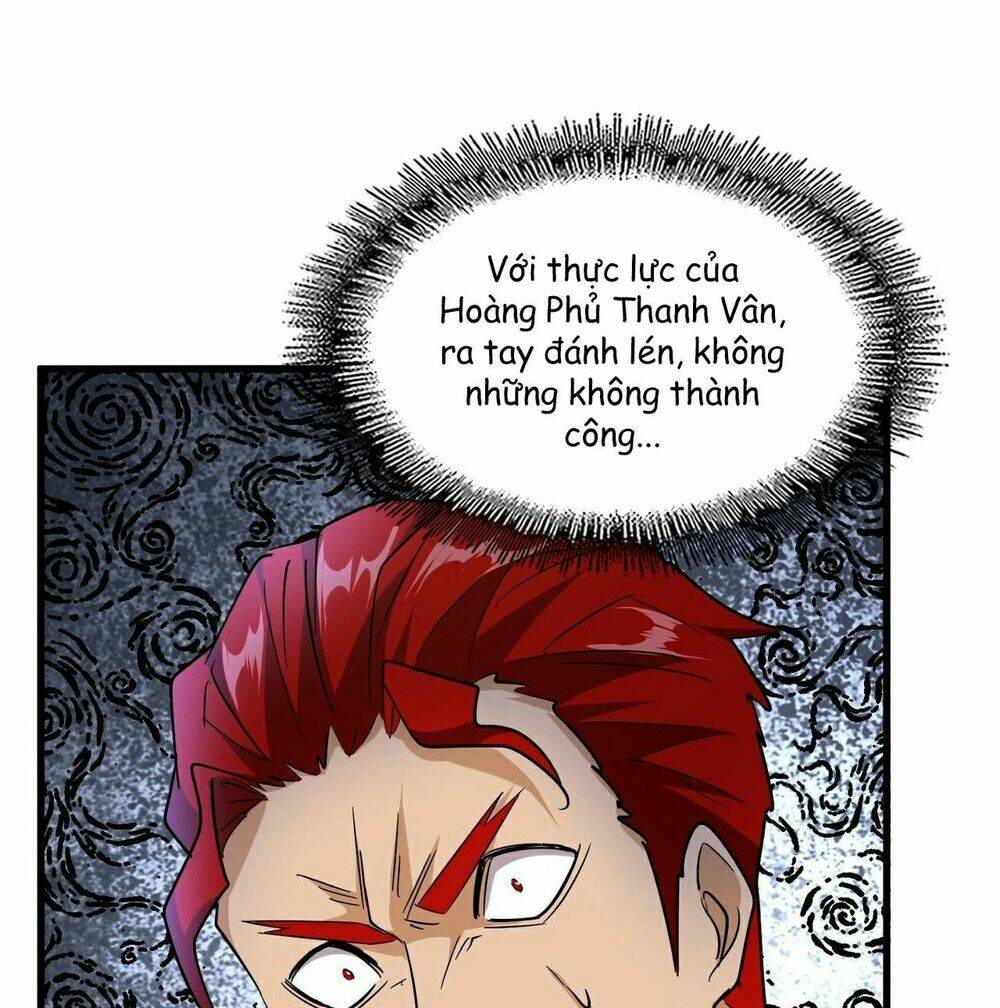 Với thực lực của
Hoàng Phủ Thanh Vân,
ra tay đánh lén, không
những không thành
công...